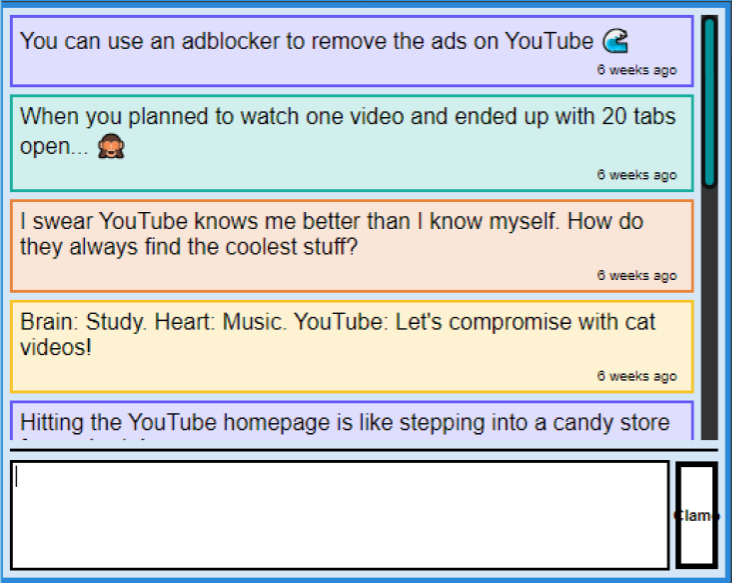 You can use an adblocker to remove the ads on YouTube 🌊
6 weeks ago
When you planned to watch one video and ended up with 20 tabs
open... 🙈
6 weeks ago
I swear YouTube knows me better than I know myself. How do
they always find the coolest stuff?
6 weeks ago
Brain: Study. Heart: Music. YouTube: Let's compromise with cat
videos!
6 weeks ago
Hitting the YouTube homepage is like stepping into a candy store